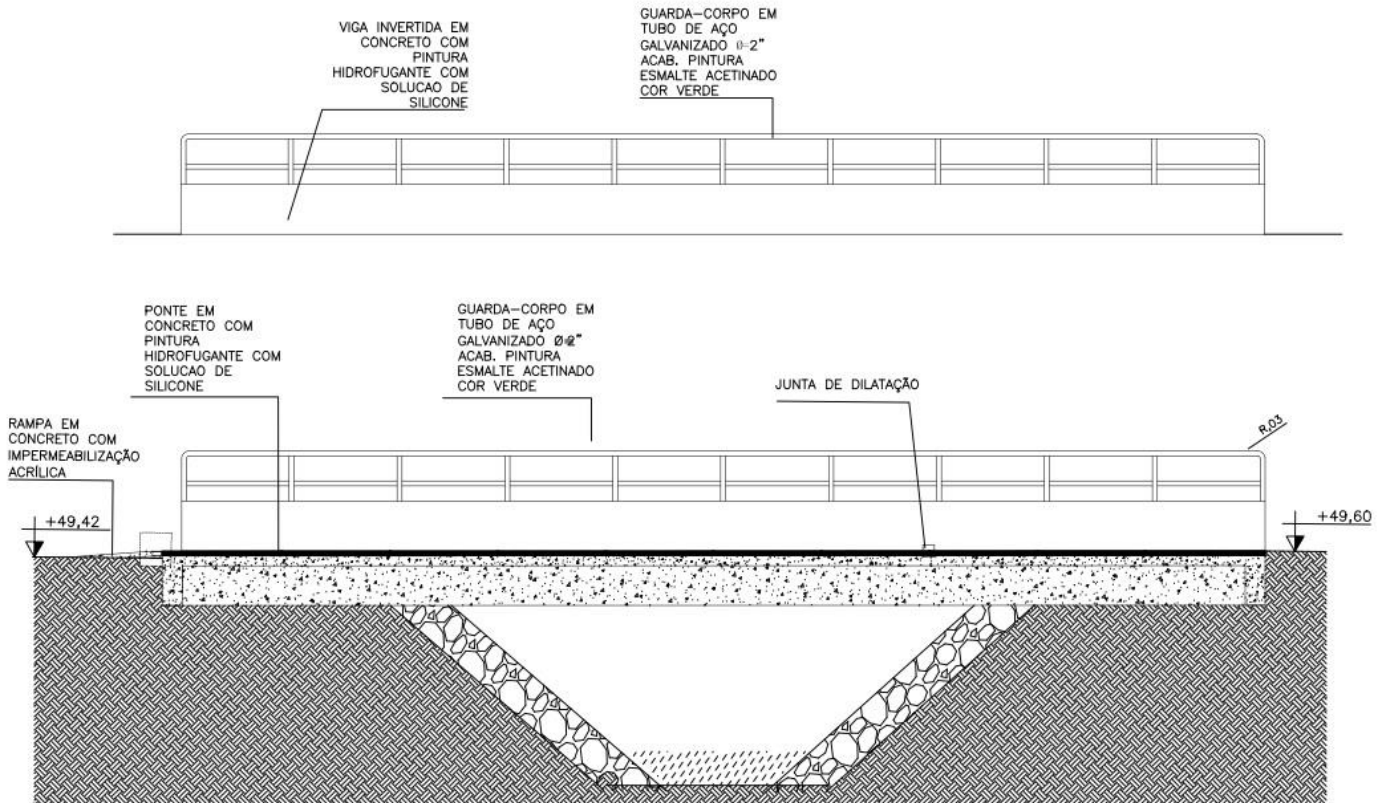 VIGA INVERTIDA EM
CONCRETO COM
PINTURA
HIDROFUGANTE COM
SOLUCAO DE
SILICONE
GUARDA-CORPO EM
TUBO DE AÇO
GALVANIZADO 2"
ACAB. PINTURA
ESMALTE ACETINADO
COR VERDE
PONTE EM
CONCRETO COM
PINTURA
HIDROFUGANTE COM
SOLUCAO DE
SILICONE
GUARDA-CORPO EM
TUBO DE AÇO
GALVANIZADO Ø 2"
ACAB. PINTURA
ESMALTE ACETINADO
COR VERDE
JUNTA DE DILATAÇÃO
R.03
RAMPA EM
CONCRETO COM
IMPERMEABILIZAÇÃO
ACRÍLICA
+49,42
+49,60